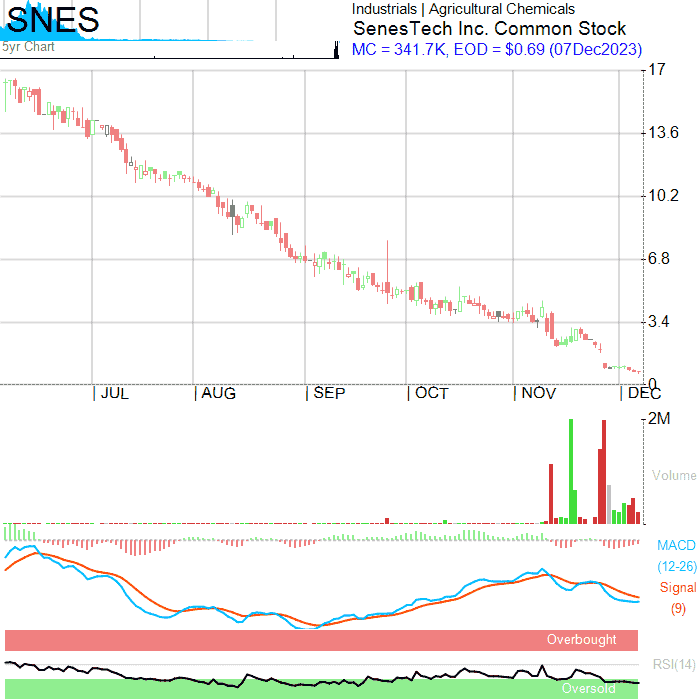 SNES
5yr Chart
Industrials | Agricultural Chemicals
SenesTech Inc. Common Stock
MC = 341.7K, EOD = $0.69 (07Dec2023)
17
13.6
10.2
6.8
3.4
0
JUL AUG SEP OCT NOV DEC
2M
Volume
MACD
(12-26)
Signal
(9)
Overbought
RSI(14)
Oversold